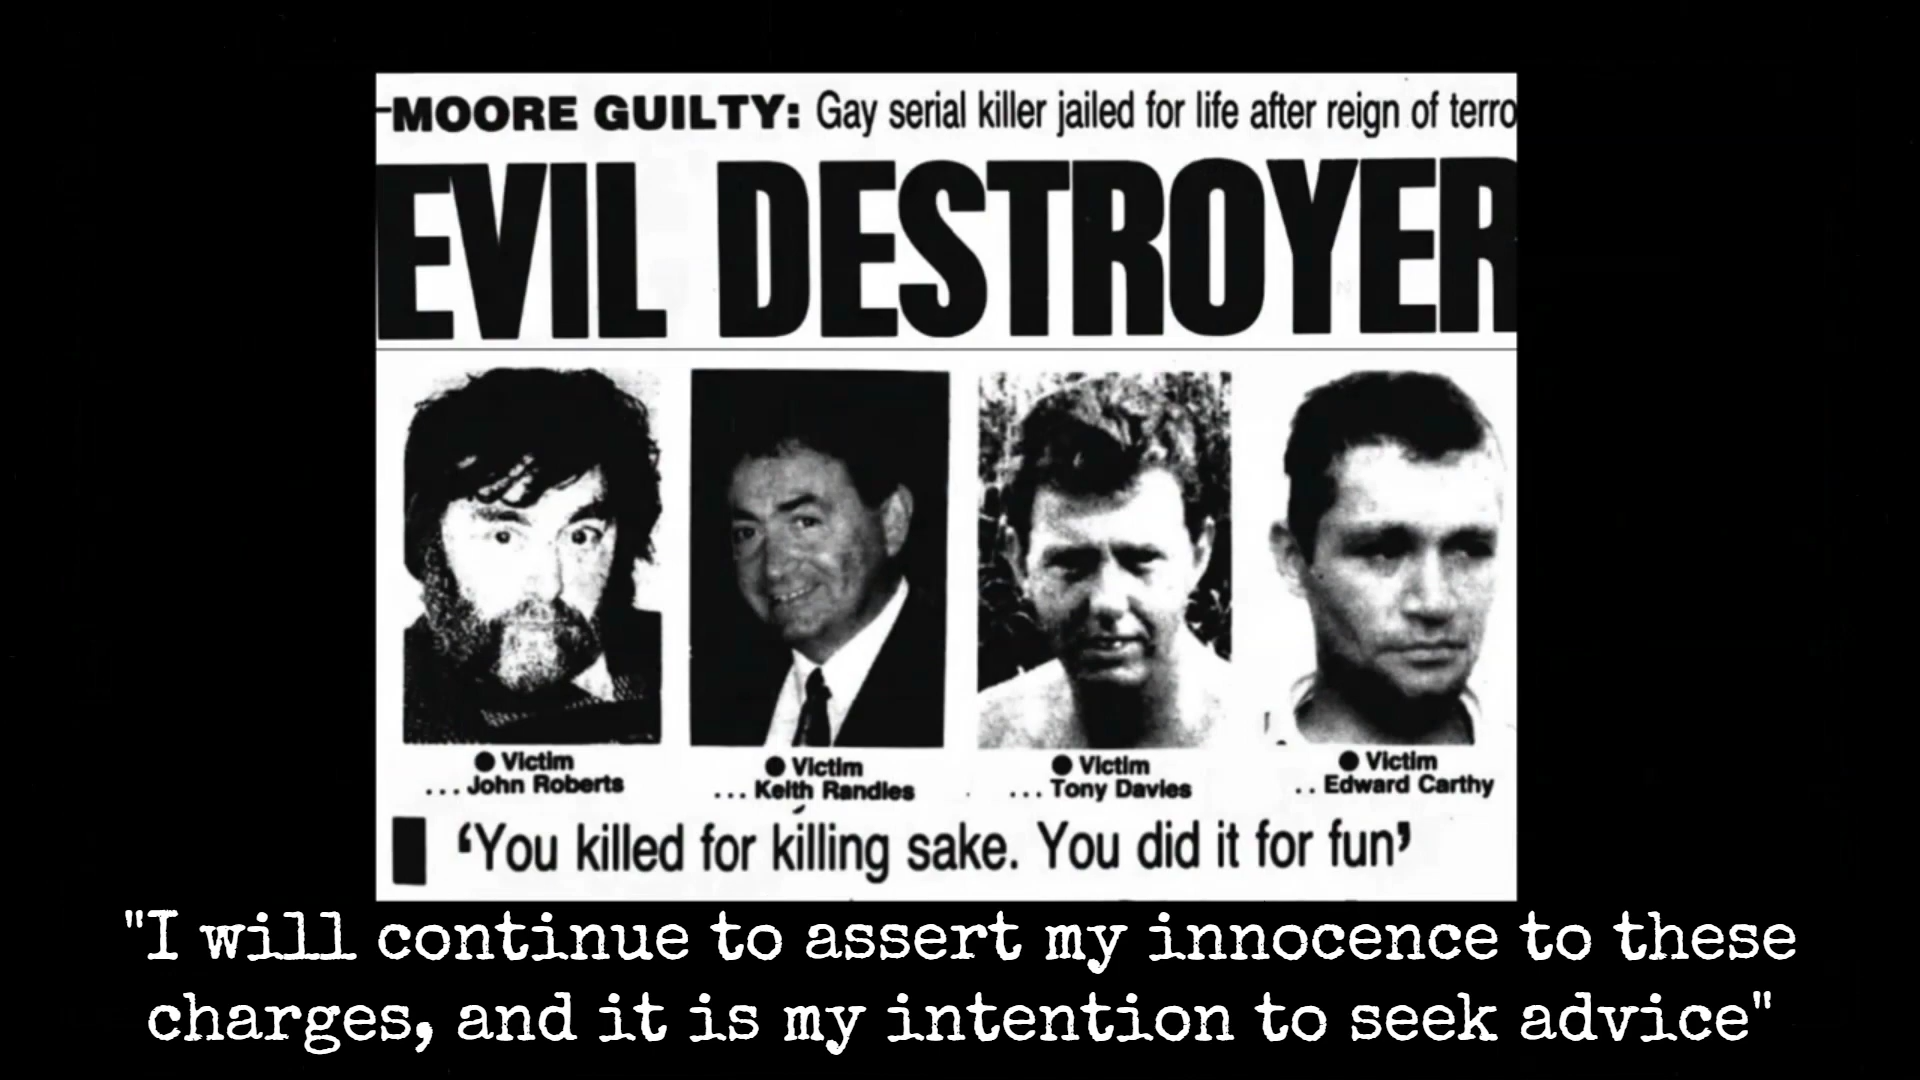 MOORE GUILTY: Gay serial killer jailed for life after reign of terro
EVIL DESTROYER
● Victim
... John Roberts
● Victim
... Keith Randles
● Victim
... Tony Davies
● Victim
.. Edward Carthy
‘You killed for killing sake. You did it for fun’
"I will continue to assert my innocence to these
charges, and it is my intention to seek advice"